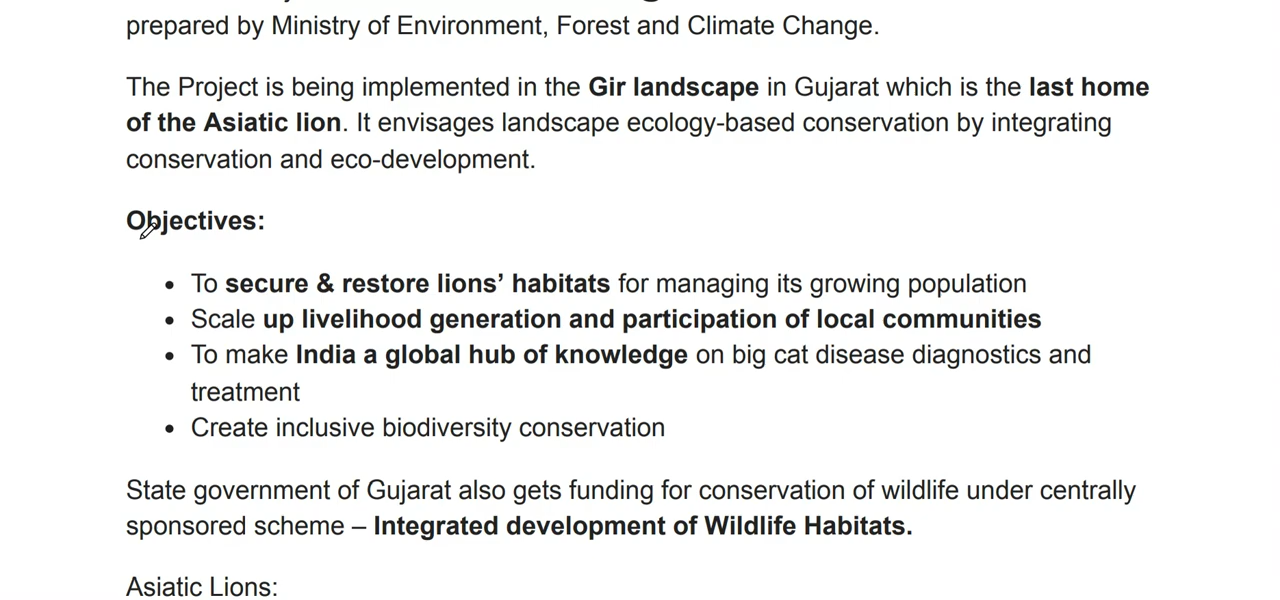 prepared by Ministry of Environment, Forest and Climate Change.
The Project is being implemented in the Gir landscape in Gujarat which is the last home
of the Asiatic lion. It envisages landscape ecology-based conservation by integrating
conservation and eco-development.
Objectives:
• To secure & restore lions’ habitats for managing its growing population
• Scale up livelihood generation and participation of local communities
• To make India a global hub of knowledge on big cat disease diagnostics and
treatment
• Create inclusive biodiversity conservation
State government of Gujarat also gets funding for conservation of wildlife under centrally
sponsored scheme – Integrated development of Wildlife Habitats.
Asiatic Lions: